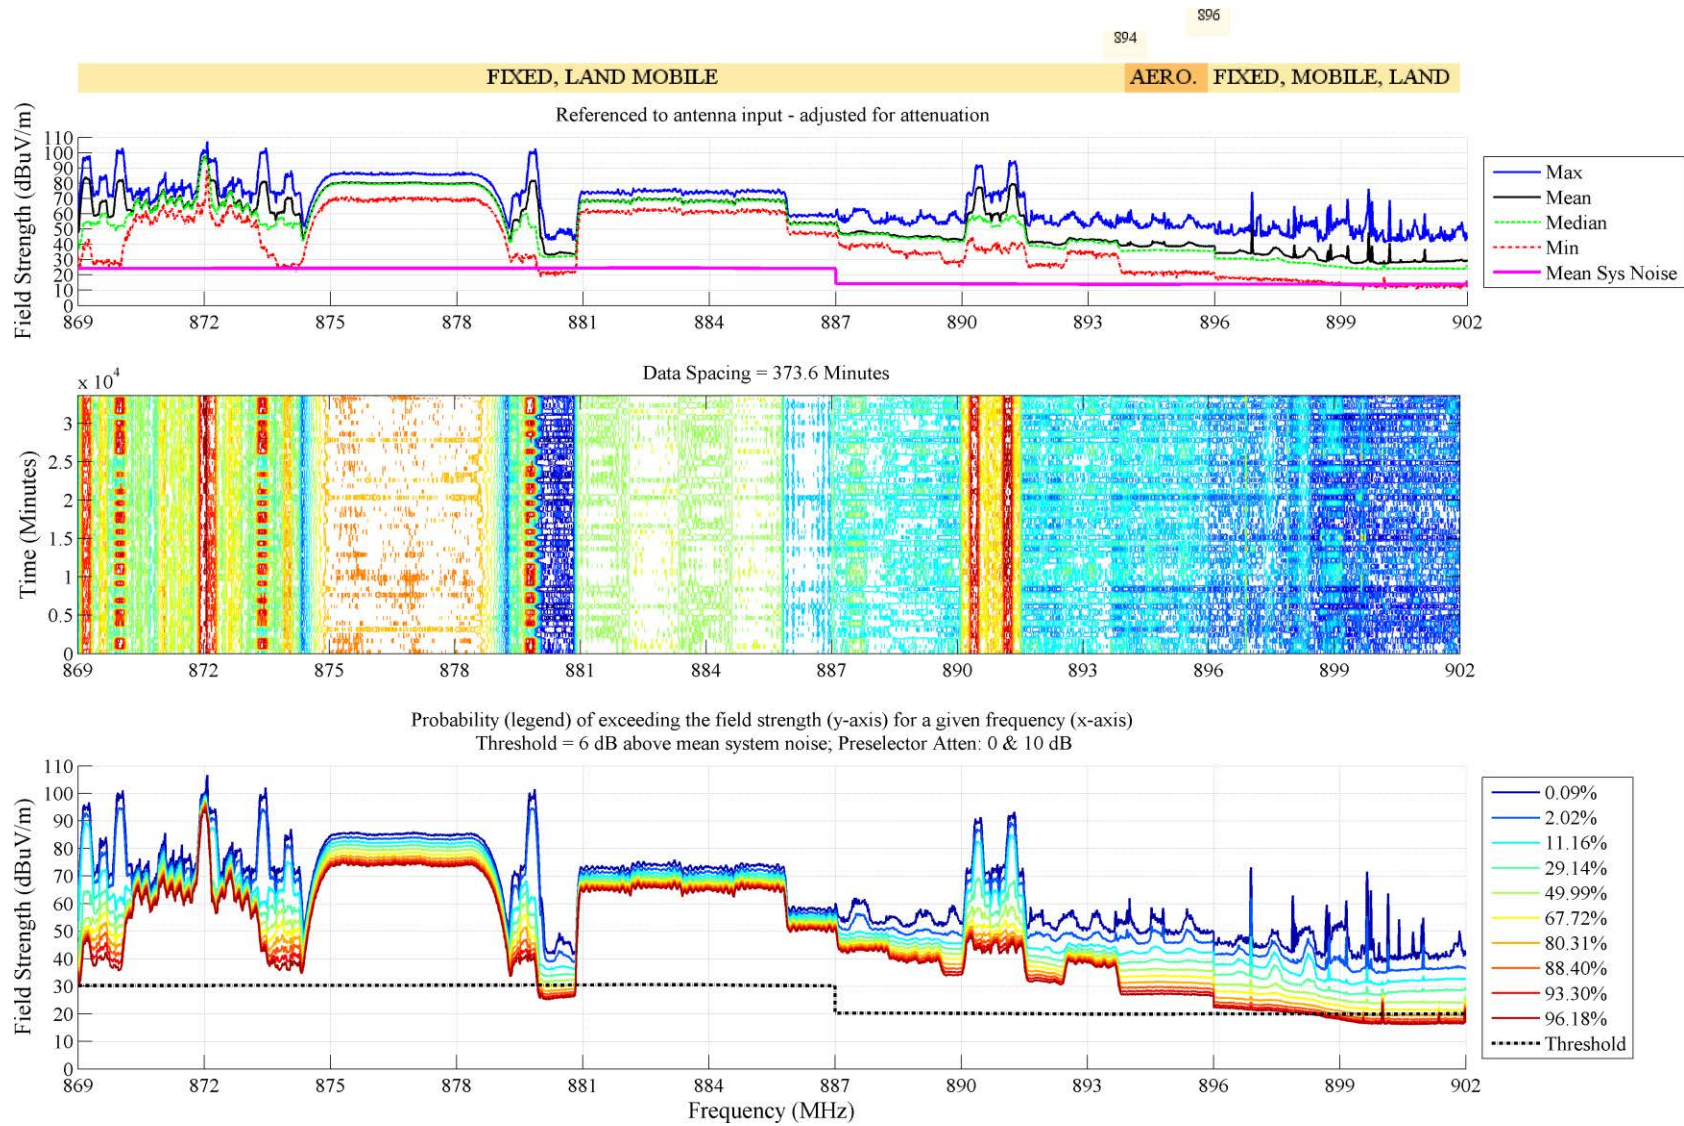 896
894
FIXED, LAND MOBILE AERO. FIXED, MOBILE, LAND
Referenced to antenna input - adjusted for attenuation
Field Strength (dBuV/m)
110
100
90
80
70
60
50
40
30
20
10
0
869 872 875 878 881 884 887 890 893 896 899 902
Max
Mean
Median
Min
Mean Sys Noise
Data Spacing = 373.6 Minutes
x 10^4
Time (Minutes)
3
2.5
2
1.5
1
0.5
0
869 872 875 878 881 884 887 890 893 896 899 902
Probability (legend) of exceeding the field strength (y-axis) for a given frequency (x-axis)
Threshold = 6 dB above mean system noise; Preselector Atten: 0 & 10 dB
Field Strength (dBuV/m)
110
100
90
80
70
60
50
40
30
20
10
0
869 872 875 878 881 884 887 890 893 896 899 902
Frequency (MHz)
0.09%
2.02%
11.16%
29.14%
49.99%
67.72%
80.31%
88.40%
93.30%
96.18%
Threshold